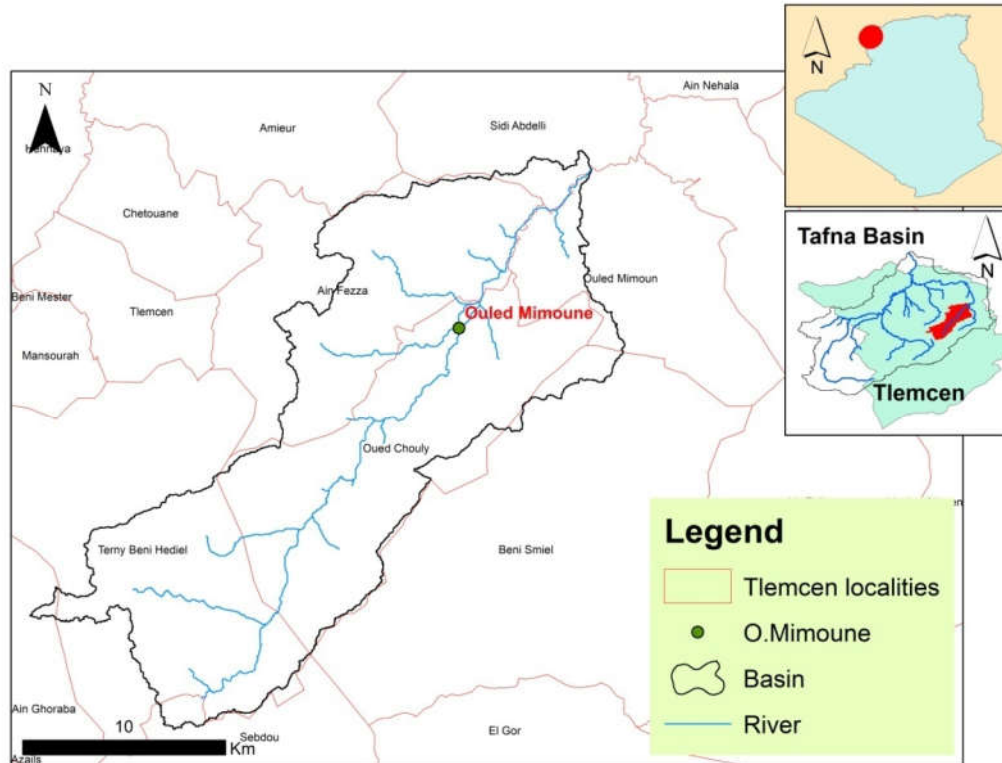 N
N
Ain Nehala
Amieur
Sidi Abdelli
Hennaya
Chetouane
Tafna Basin
N
Ain Fezza
Ouled Mimoun
Beni Mester
Tlemcen
Ouled Mimoune
Mansourah
Tlemcen
Oued Chouly
Terny Beni Hediel
Beni Smiel
Legend
Tlemcen localities
O.Mimoune
Basin
River
Ain Ghoraba
10
Km
Sebdou
El Gor
Azails